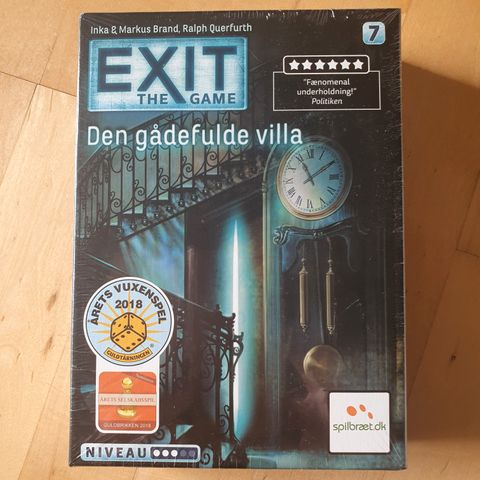 Inka & Markus Brand, Ralph Querfurth
7
EXIT
THE GAME
"Fænomenal
underholdning!"
Politiken
Den gådefulde villa
ÅRETS VUXENSPEL
2018
GULDTÄRNINGEN
ÅRETS SELSKABSSPIL
GULDBRIKKEN 2018
NIVEAU
spilbræt.dk